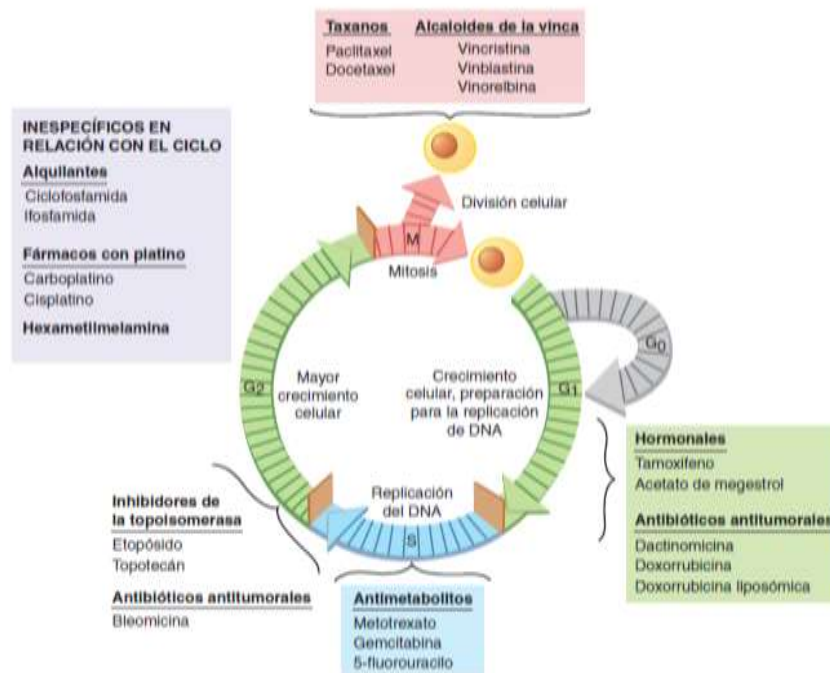 Taxanos
Paclitaxel
Docetaxel
Alcaloides de la vinca
Vincristina
Vinblastina
Vinorelbina
INESPECÍFICOS EN
RELACIÓN CON EL CICLO
Alquilantes
Ciclofosfamida
Ifosfamida
Fármacos con platino
Carboplatino
Cisplatino
Hexametilmelamina
División celular
M
Mitosis
G0
G2
Mayor
crecimiento
celular
Crecimiento
celular, preparación
para la replicación
de DNA
G1
Hormonales
Tamoxifeno
Acetato de megestrol
Antibióticos antitumorales
Dactinomicina
Doxorrubicina
Doxorrubicina liposómica
Replicación
del DNA
S
Inhibidores de
la topoisomerasa
Etopósido
Topotecán
Antibióticos antitumorales
Bleomicina
Antimetabolitos
Metotrexato
Gemcitabina
5-fluorouracilo